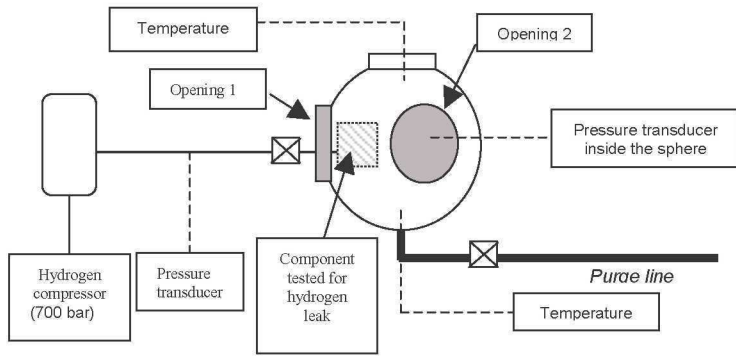 Temperature
Opening 2
Opening 1
Pressure transducer
inside the sphere
Hydrogen
compressor
(700 bar)
Pressure
transducer
Component
tested for
hydrogen
leak
Purge line
Temperature